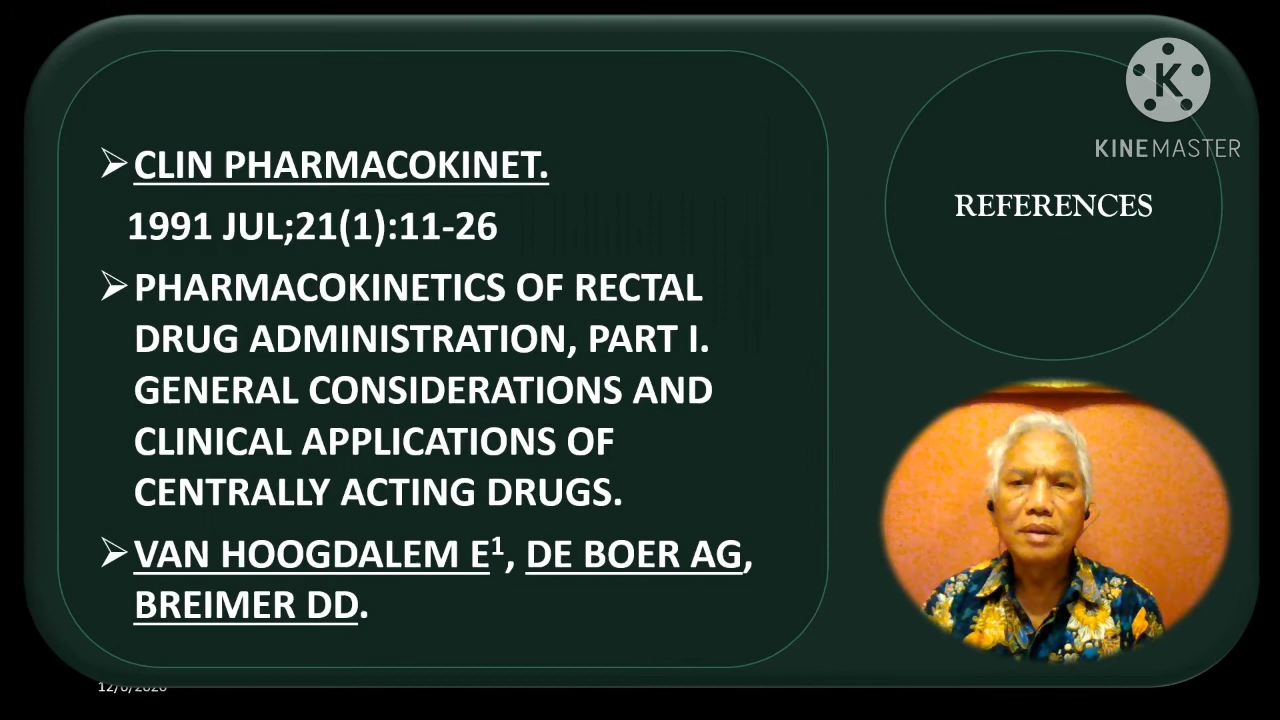 ➢CLIN PHARMACOKINET.
1991 JUL;21(1):11-26
➢PHARMACOKINETICS OF RECTAL
DRUG ADMINISTRATION, PART I.
GENERAL CONSIDERATIONS AND
CLINICAL APPLICATIONS OF
CENTRALLY ACTING DRUGS.
➢VAN HOOGDALEM E¹, DE BOER AG,
BREIMER DD.
K
KINEMASTER
REFERENCES